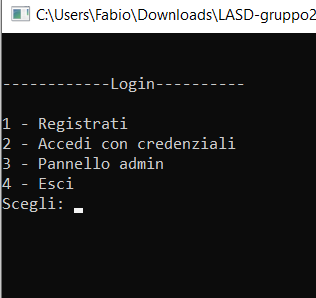 C:\Users\Fabio\Downloads\LASD-gruppo2
------------Login----------
1 - Registrati
2 - Accedi con credenziali
3 - Pannello admin
4 - Esci
Scegli: